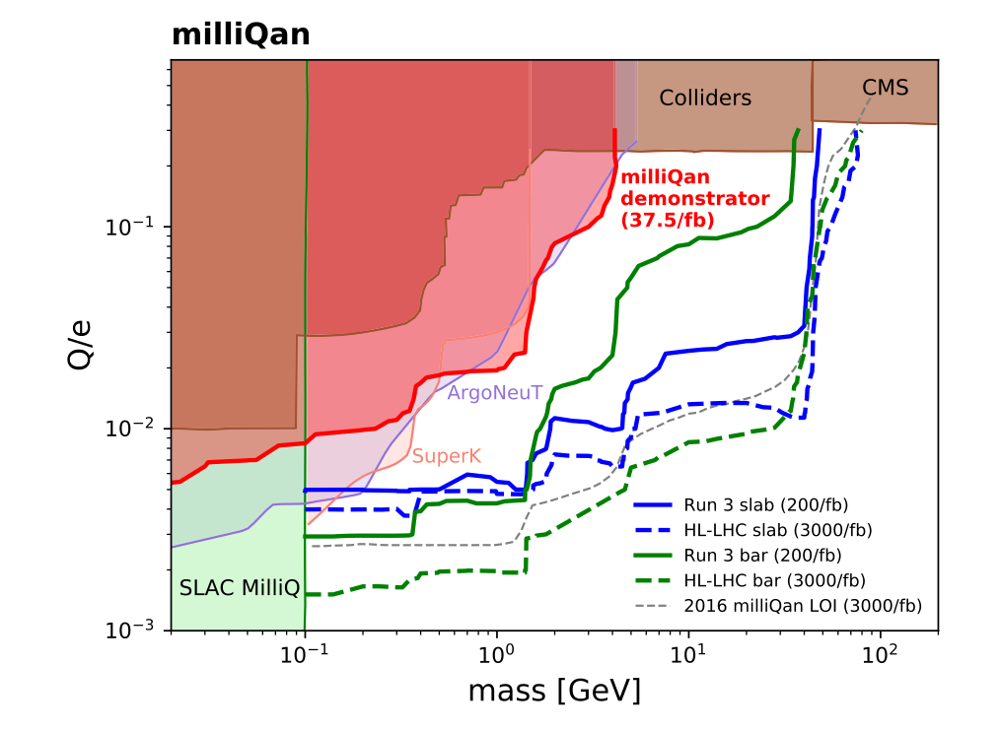 milliQan
Colliders
CMS
milliQan
demonstrator
(37.5/fb)
10⁻¹
Q/e
ArgoNeuT
10⁻²
SuperK
Run 3 slab (200/fb)
HL-LHC slab (3000/fb)
Run 3 bar (200/fb)
HL-LHC bar (3000/fb)
2016 milliQan LOI (3000/fb)
SLAC MilliQ
10⁻³
10⁻¹ 10⁰ 10¹ 10²
mass [GeV]